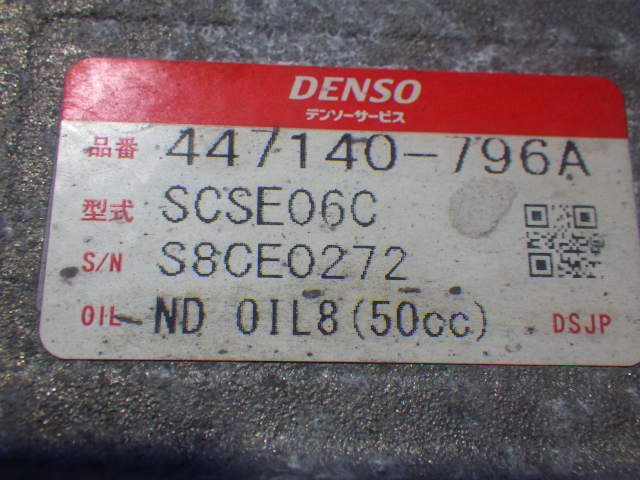 DENSO
デンソーサービス
品番 447140-796A
型式 SCSE06C
S/N S8CE0272
OIL ND OIL8(50cc) DSJP